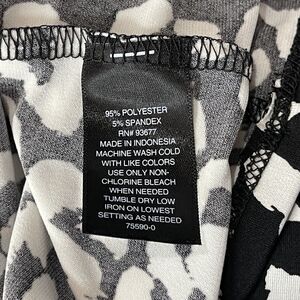 95% POLYESTER
5% SPANDEX
RN# 93677
MADE IN INDONESIA
MACHINE WASH COLD
WITH LIKE COLORS
USE ONLY NON-
CHLORINE BLEACH
WHEN NEEDED
TUMBLE DRY LOW
IRON ON LOWEST
SETTING AS NEEDED
75590-0